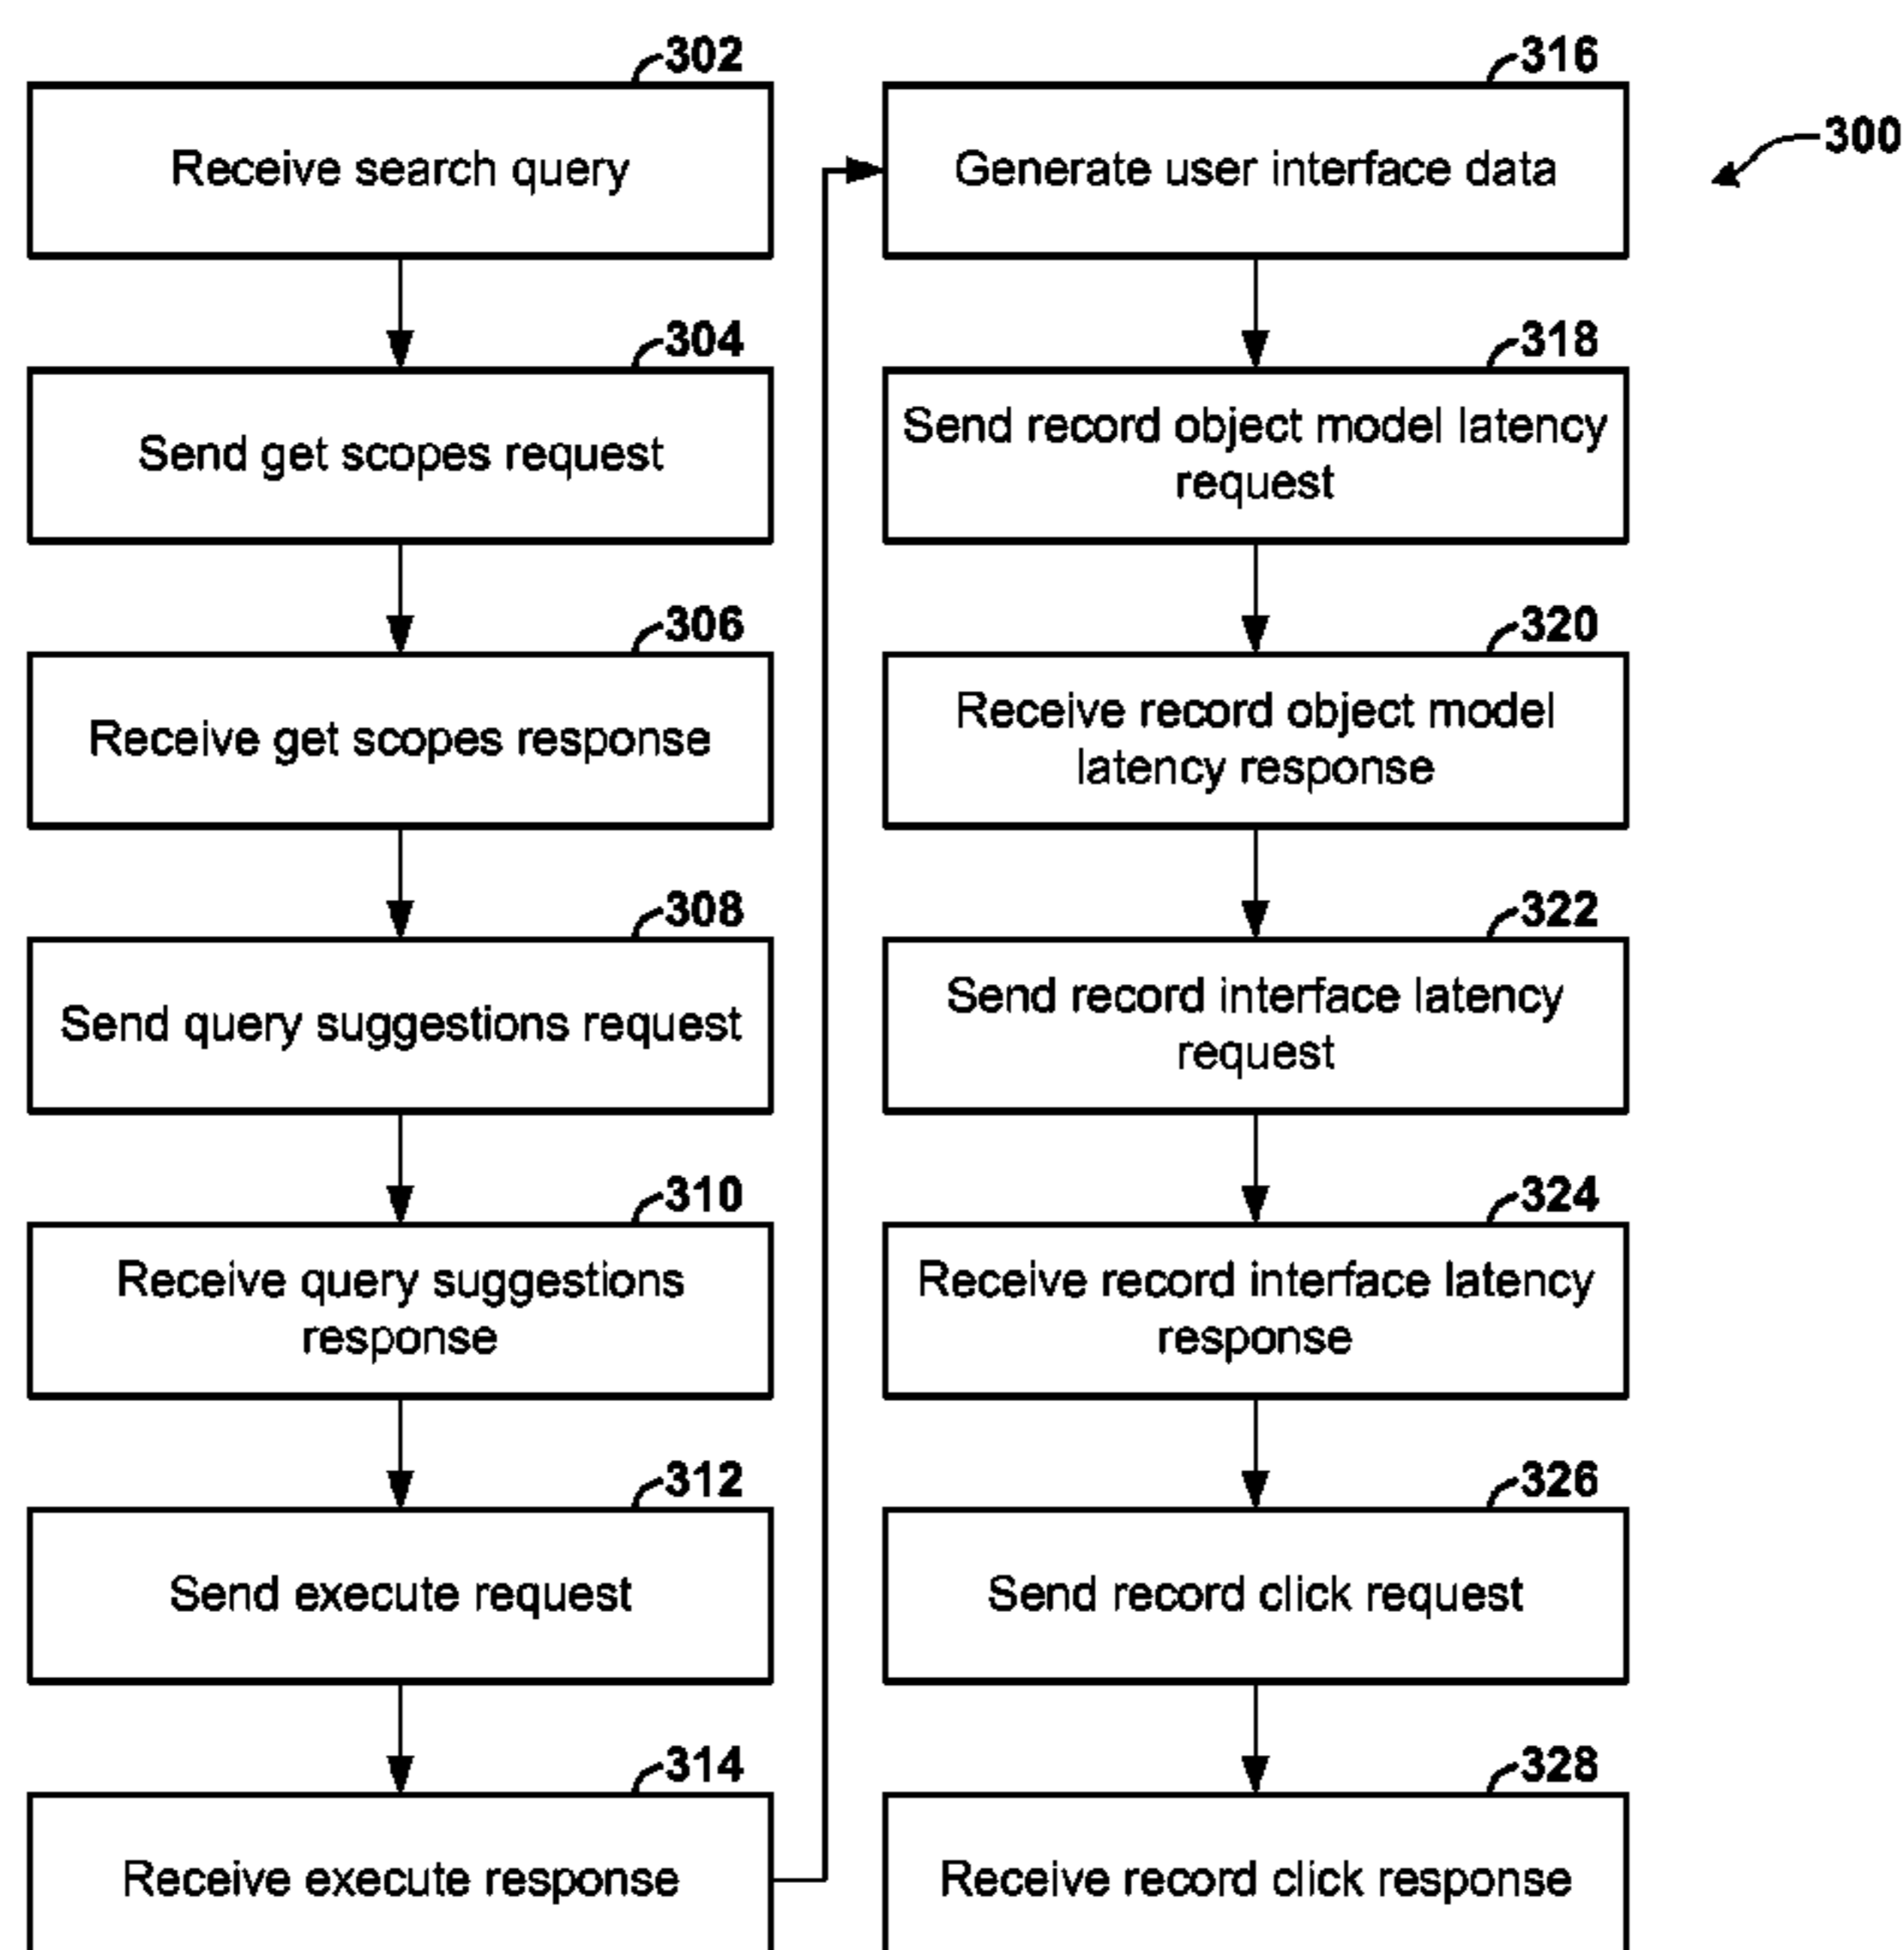 302
Receive search query
304
Send get scopes request
306
Receive get scopes response
308
Send query suggestions request
310
Receive query suggestions
response
312
Send execute request
314
Receive execute response
316
Generate user interface data
300
318
Send record object model latency
request
320
Receive record object model
latency response
322
Send record interface latency
request
324
Receive record interface latency
response
326
Send record click request
328
Receive record click response